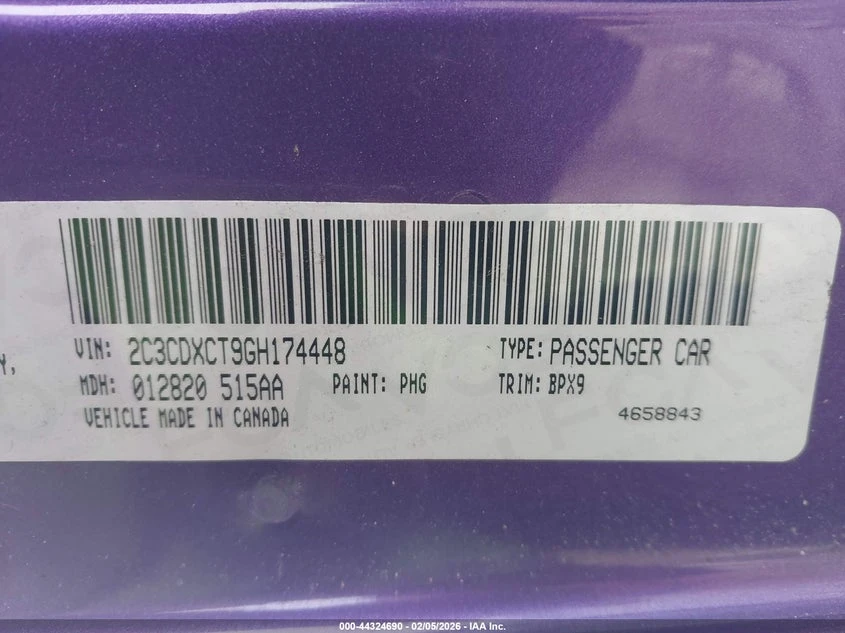 VIN: 2C3CDXCT9GH174448 TYPE: PASSENGER CAR
Y,
MDH: 012820 515AA PAINT: PHG TRIM: BPX9
VEHICLE MADE IN CANADA 4658843
000-44324690 - 02/05/2026 - IAA Inc.